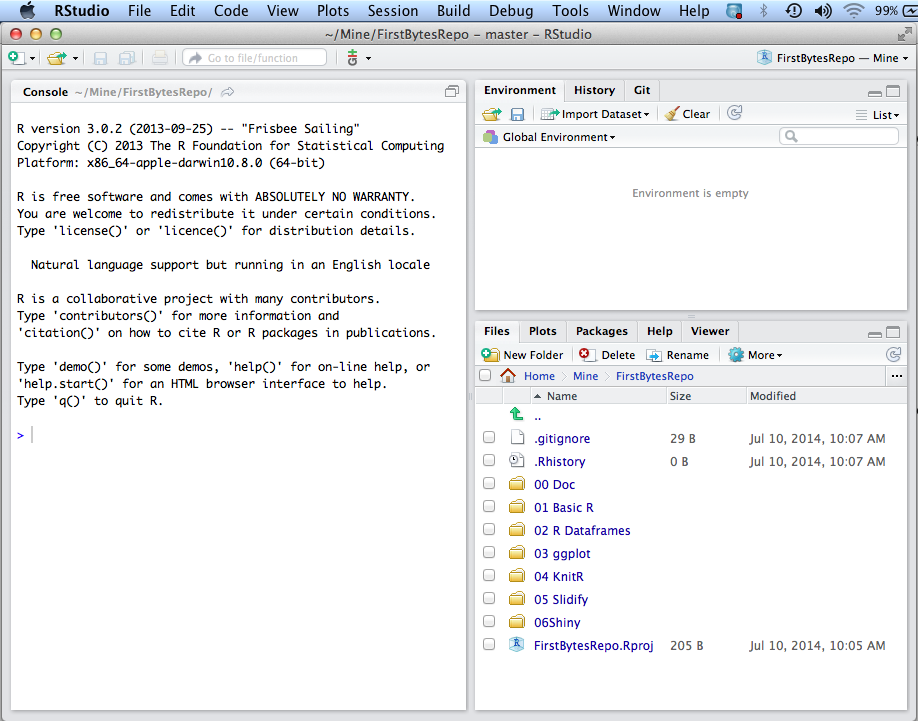 RStudio File Edit Code View Plots Session Build Debug Tools Window Help 99%
~/Mine/FirstBytesRepo – master – RStudio
Go to file/function
FirstBytesRepo — Mine
Console ~/Mine/FirstBytesRepo/
R version 3.0.2 (2013-09-25) -- "Frisbee Sailing"
Copyright (C) 2013 The R Foundation for Statistical Computing
Platform: x86_64-apple-darwin10.8.0 (64-bit)
R is free software and comes with ABSOLUTELY NO WARRANTY.
You are welcome to redistribute it under certain conditions.
Type 'license()' or 'licence()' for distribution details.
Natural language support but running in an English locale
R is a collaborative project with many contributors.
Type 'contributors()' for more information and
'citation()' on how to cite R or R packages in publications.
Type 'demo()' for some demos, 'help()' for on-line help, or
'help.start()' for an HTML browser interface to help.
Type 'q()' to quit R.
>
Environment History Git
Import Dataset Clear List
Global Environment
Environment is empty
Files Plots Packages Help Viewer
New Folder Delete Rename More
Home Mine FirstBytesRepo ...
Name Size Modified
..
.gitignore 29 B Jul 10, 2014, 10:07 AM
.Rhistory 0 B Jul 10, 2014, 10:07 AM
00 Doc
01 Basic R
02 R Dataframes
03 ggplot
04 KnitR
05 Slidify
06Shiny
FirstBytesRepo.Rproj 205 B Jul 10, 2014, 10:05 AM